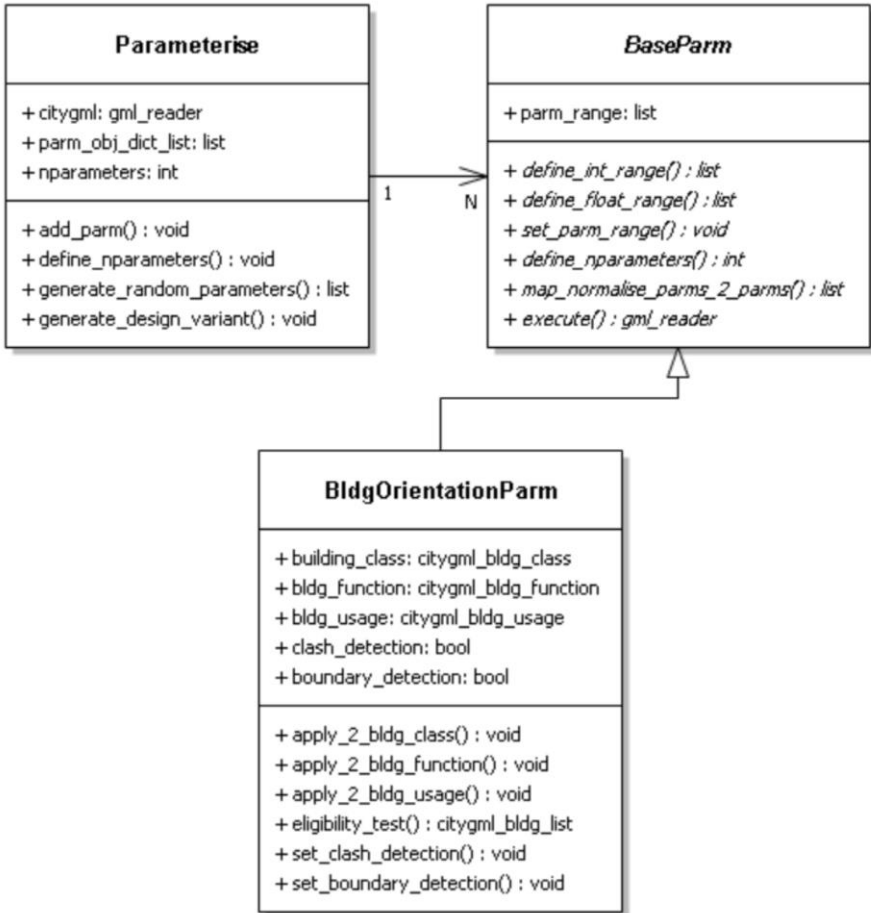 Parameterise
+ citygml: gml_reader
+ parm_obj_dict_list: list
+ nparameters: int
+ add_parm() : void
+ define_nparameters() : void
+ generate_random_parameters() : list
+ generate_design_variant() : void
1
N
BaseParm
+ parm_range: list
+ define_int_range() : list
+ define_float_range() : list
+ set_parm_range() : void
+ define_nparameters() : int
+ map_normalise_parms_2_parms() : list
+ execute() : gml_reader
BldgOrientationParm
+ building_class: citygml_bldg_class
+ bldg_function: citygml_bldg_function
+ bldg_usage: citygml_bldg_usage
+ clash_detection: bool
+ boundary_detection: bool
+ apply_2_bldg_class() : void
+ apply_2_bldg_function() : void
+ apply_2_bldg_usage() : void
+ eligibility_test() : citygml_bldg_list
+ set_clash_detection() : void
+ set_boundary_detection() : void